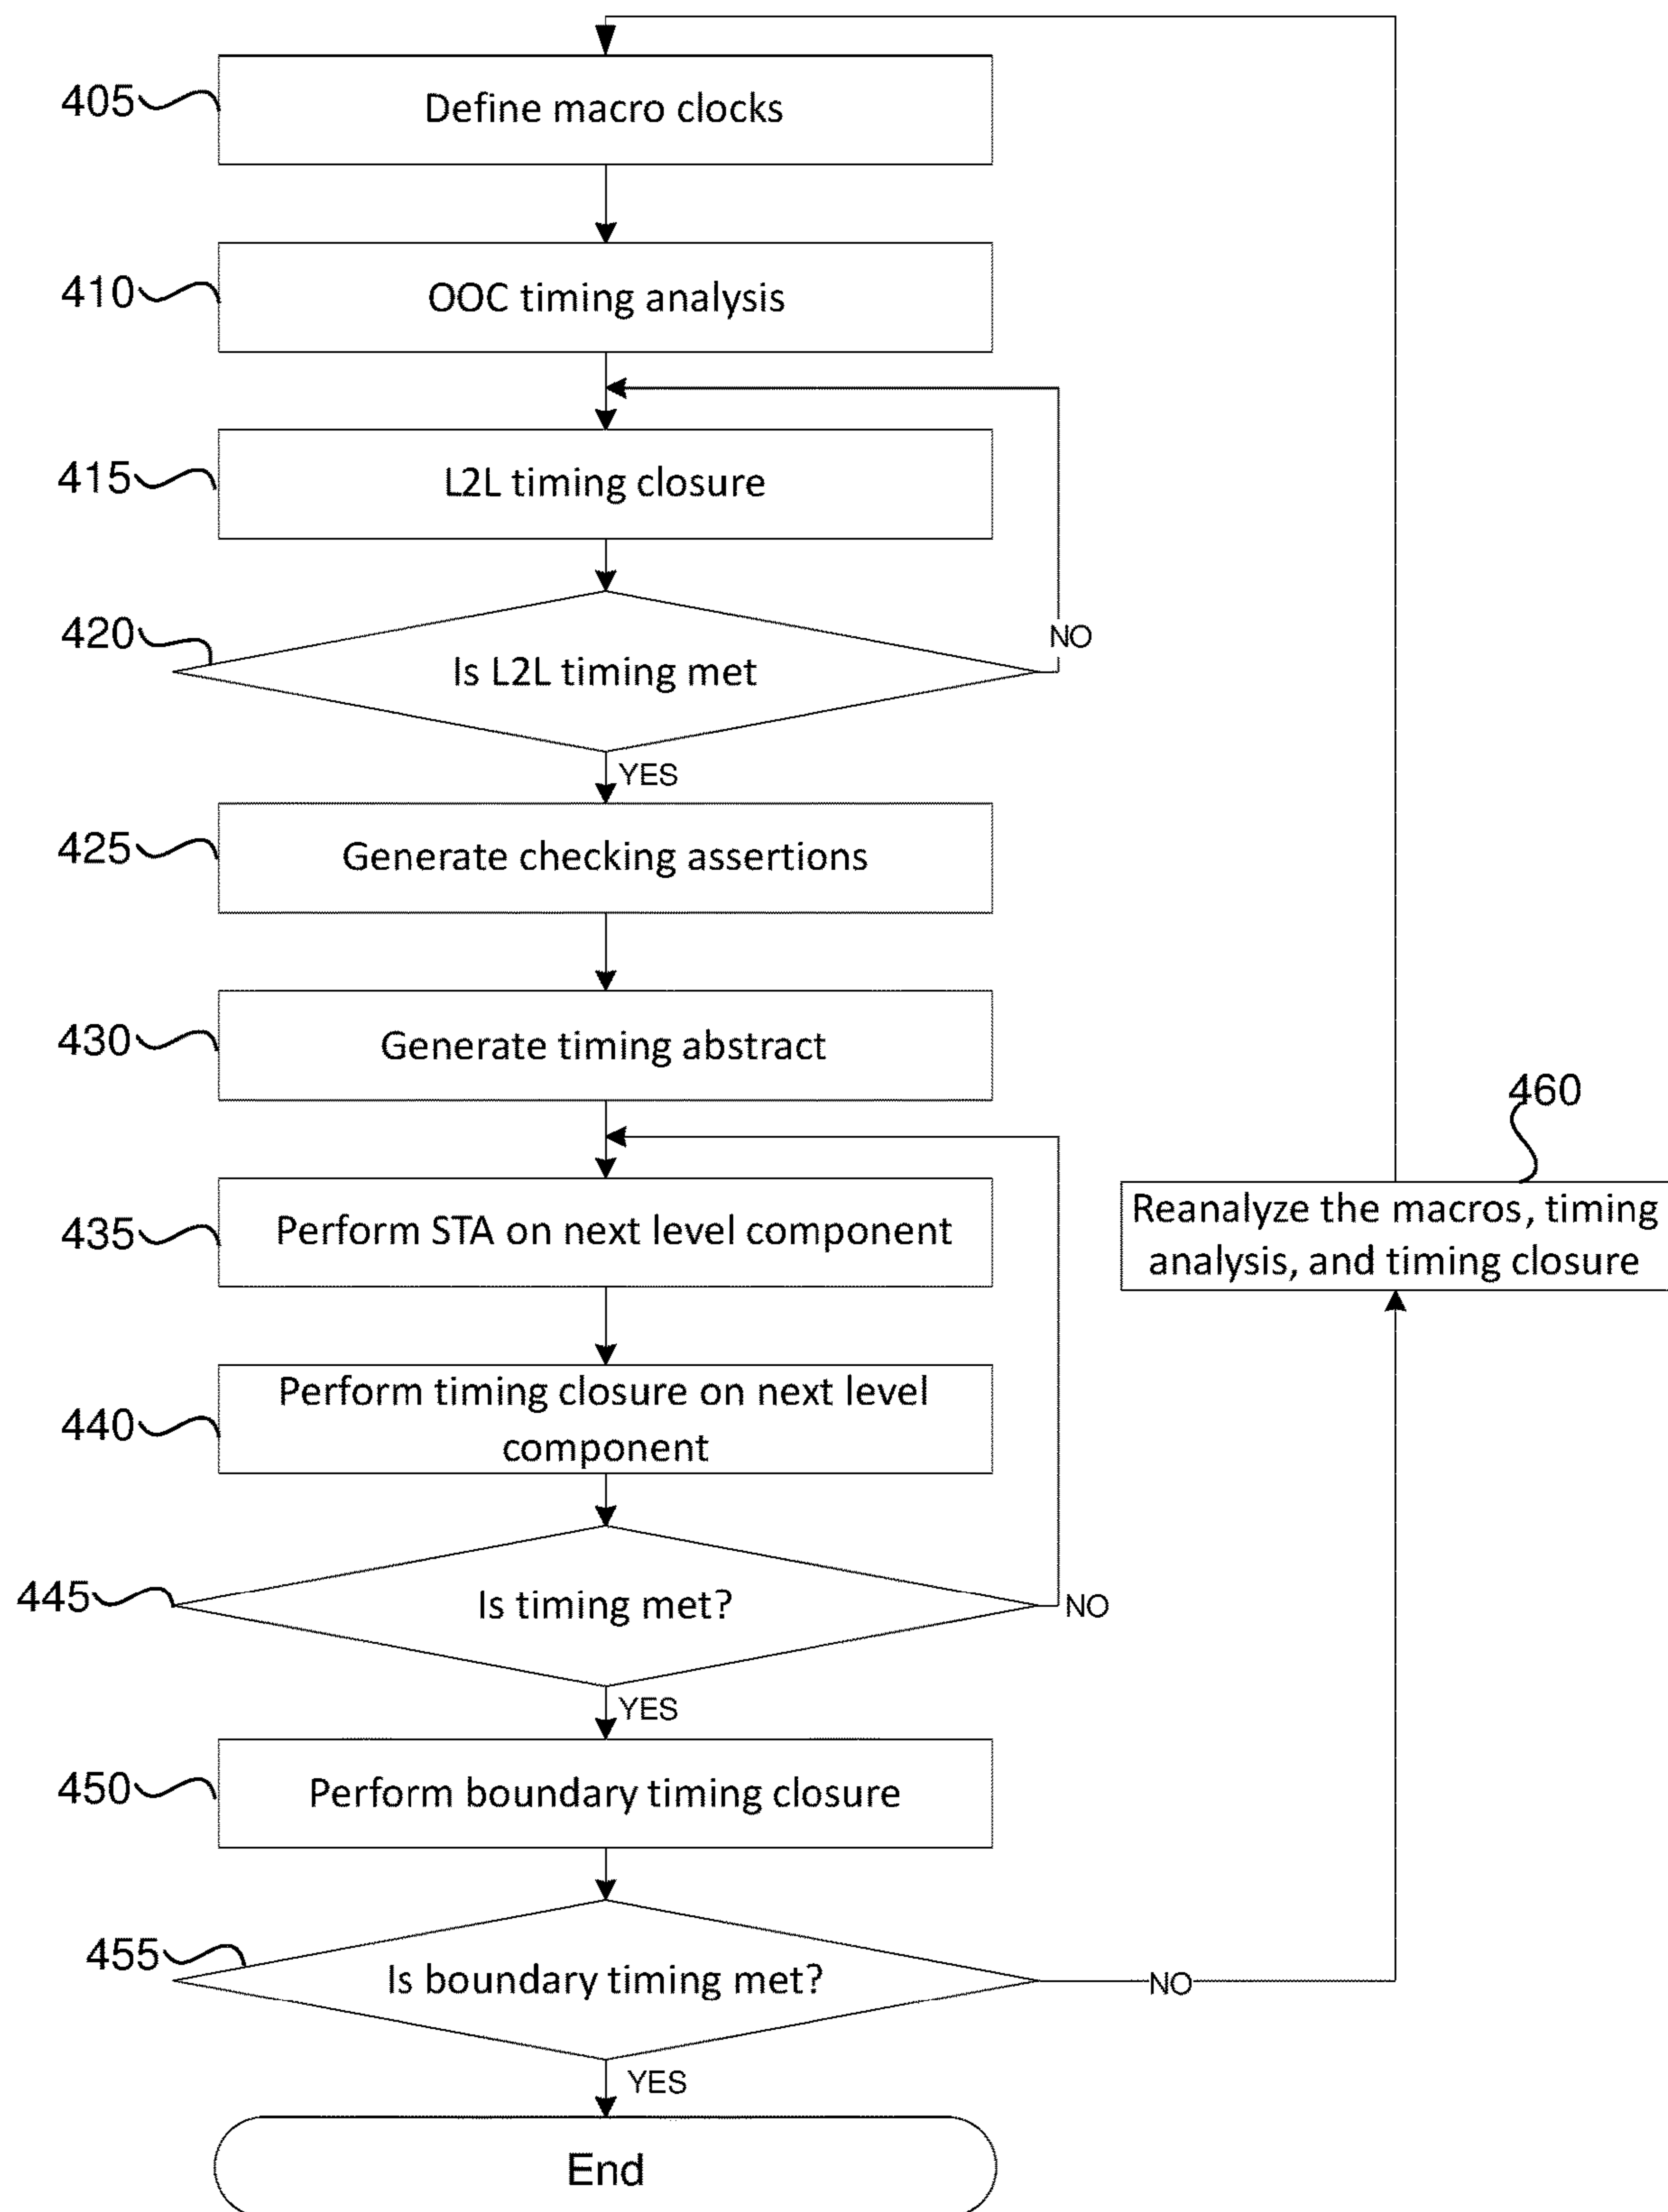 405
Define macro clocks
410
OOC timing analysis
415
L2L timing closure
420
Is L2L timing met
NO
YES
425
Generate checking assertions
430
Generate timing abstract
460
Reanalyze the macros, timing
analysis, and timing closure
435
Perform STA on next level component
440
Perform timing closure on next level
component
445
Is timing met?
NO
YES
450
Perform boundary timing closure
455
Is boundary timing met?
NO
YES
End